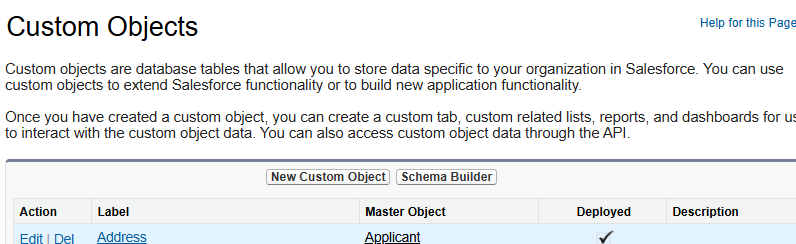 Custom Objects
Help for this Page
Custom objects are database tables that allow you to store data specific to your organization in Salesforce. You can use
custom objects to extend Salesforce functionality or to build new application functionality.
Once you have created a custom object, you can create a custom tab, custom related lists, reports, and dashboards for us
to interact with the custom object data. You can also access custom object data through the API.
New Custom Object Schema Builder
Action Label Master Object Deployed Description
Edit | Del Address Applicant